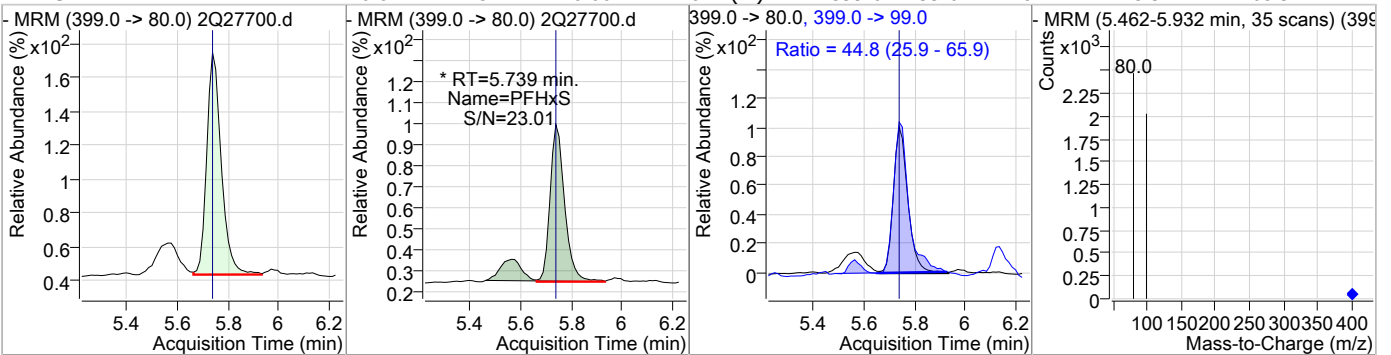 - MRM (399.0 -> 80.0) 2Q27700.d
x10²
Relative Abundance (%)
1.6
1.4
1.2
1
0.8
0.6
0.4
5.4 5.6 5.8 6 6.2
Acquisition Time (min)
- MRM (399.0 -> 80.0) 2Q27700.d
x10²
Relative Abundance (%)
* RT=5.739 min.
Name=PFHxS
S/N=23.01
1.2
1.1
1
0.9
0.8
0.7
0.6
0.5
0.4
0.3
0.2
5.4 5.6 5.8 6 6.2
Acquisition Time (min)
399.0 -> 80.0, 399.0 -> 99.0
x10²
Relative Abundance (%)
Ratio = 44.8 (25.9 - 65.9)
1.2
1
0.8
0.6
0.4
0.2
0
5.4 5.6 5.8 6 6.2
Acquisition Time (min)
- MRM (5.462-5.932 min, 35 scans) (399
x10³
Counts
80.0
2.25
2
1.75
1.5
1.25
1
0.75
0.5
0.25
0
100 150 200 250 300 350 400
Mass-to-Charge (m/z)